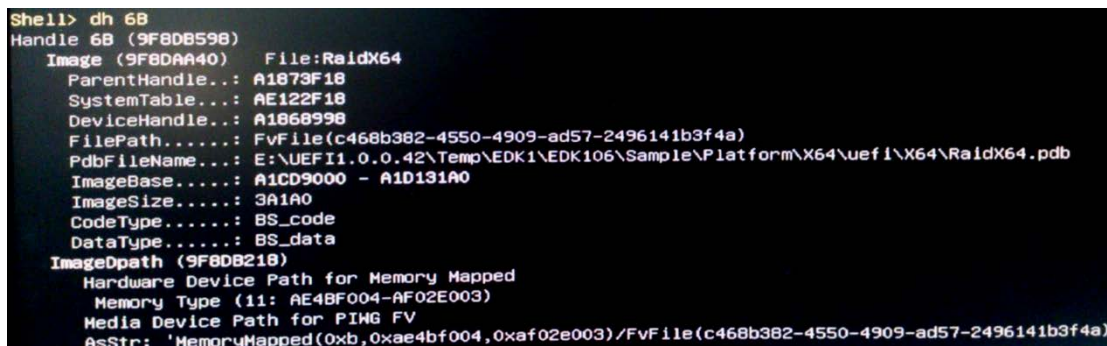 Shell> dh 6B
Handle 6B (9F8DB598)
Image (9F8DAA40) File:RaidX64
ParentHandle..: A1873F18
SystemTable...: AE122F18
DeviceHandle..: A1868998
FilePath......: FvFile(c468b382-4550-4909-ad57-2496141b3f4a)
PdbFileName...: E:\UEFI1.0.0.42\Temp\EDK1\EDK106\Sample\Platform\X64\uefi\X64\RaidX64.pdb
ImageBase.....: A1CD9000 - A1D131A0
ImageSize.....: 3A1A0
CodeType......: BS_code
DataType......: BS_data
ImageDpath (9F8DB218)
Hardware Device Path for Memory Mapped
Memory Type (11: AE4BF004-AF02E003)
Media Device Path for PIWG FV
AsStr: 'MemoryMapped(0xb,0xae4bf004,0xaf02e003)/FvFile(c468b382-4550-4909-ad57-2496141b3f4a)